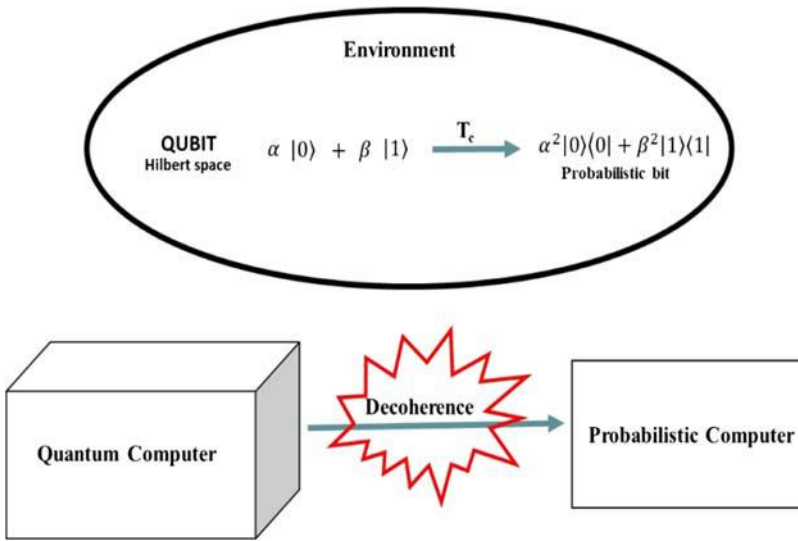 Environment
T_c
QUBIT α |0⟩ + β |1⟩ α²|0⟩⟨0| + β²|1⟩⟨1|
Hilbert space Probabilistic bit
Decoherence
Quantum Computer Probabilistic Computer